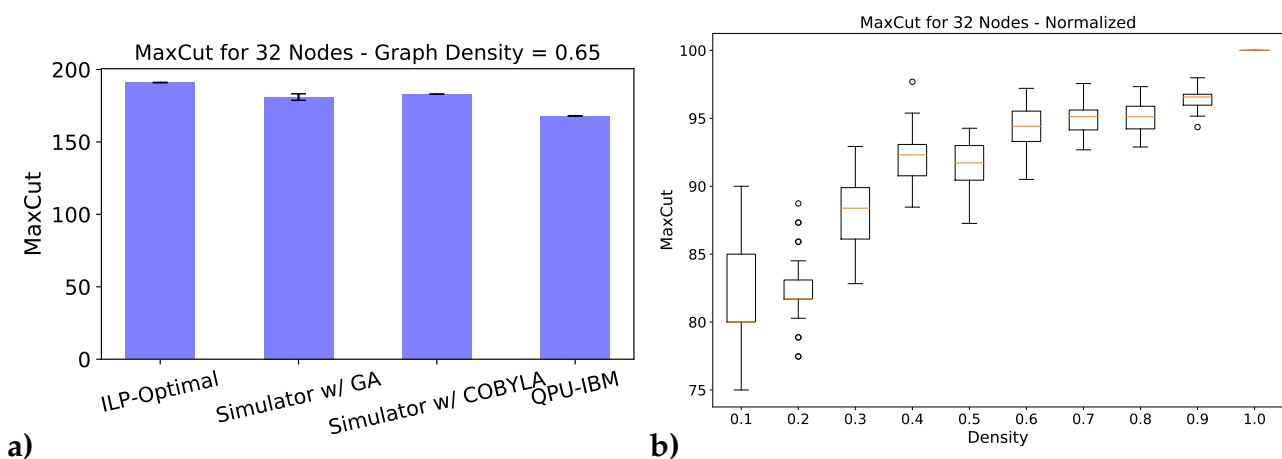 MaxCut for 32 Nodes - Graph Density = 0.65
200
150
100
50
0
MaxCut
ILP-Optimal
Simulator w/ GA
Simulator w/ COBYLA
QPU-IBM
a)
MaxCut for 32 Nodes - Normalized
100
95
90
85
80
75
MaxCut
0.1 0.2 0.3 0.4 0.5 0.6 0.7 0.8 0.9 1.0
Density
b)